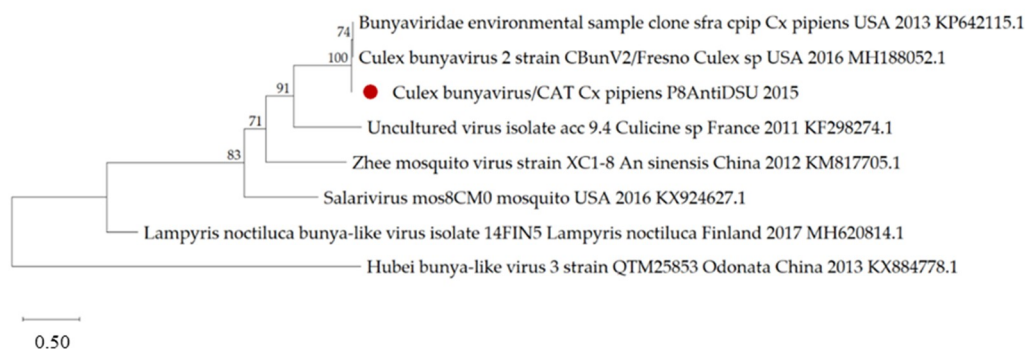 Bunyaviridae environmental sample clone sfra cpip Cx pipiens USA 2013 KP642115.1
74
100
Culex bunyavirus 2 strain CBunV2/Fresno Culex sp USA 2016 MH188052.1
91
Culex bunyavirus/CAT Cx pipiens P8AntiDSU 2015
71
Uncultured virus isolate acc 9.4 Culicine sp France 2011 KF298274.1
83
Zhee mosquito virus strain XC1-8 An sinensis China 2012 KM817705.1
Salarivirus mos8CM0 mosquito USA 2016 KX924627.1
Lampyris noctiluca bunya-like virus isolate 14FIN5 Lampyris noctiluca Finland 2017 MH620814.1
Hubei bunya-like virus 3 strain QTM25853 Odonata China 2013 KX884778.1
0.50